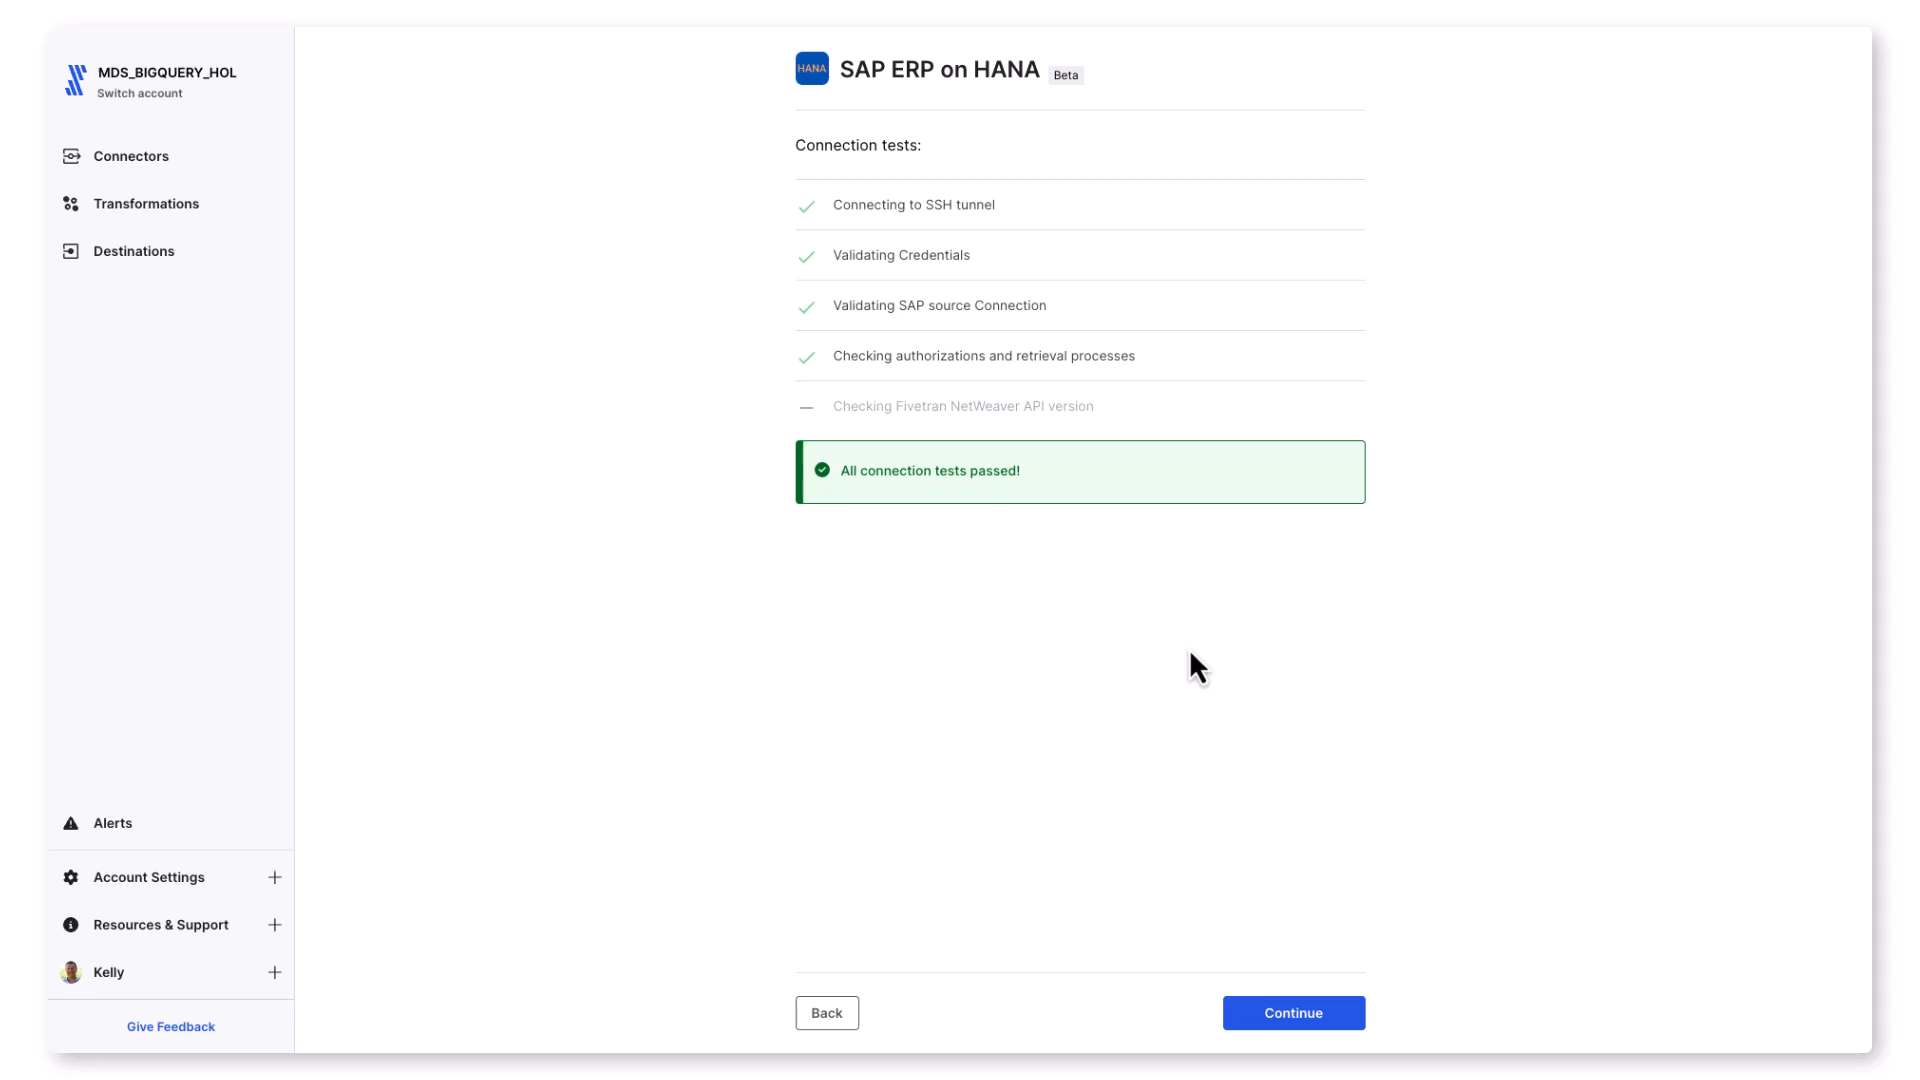 MDS_BIGQUERY_HOL
Switch account
Connectors
Transformations
Destinations
Alerts
Account Settings
Resources & Support
Kelly
Give Feedback
HANA
SAP ERP on HANA Beta
Connection tests:
Connecting to SSH tunnel
Validating Credentials
Validating SAP source Connection
Checking authorizations and retrieval processes
Checking Fivetran NetWeaver API version
All connection tests passed!
Back
Continue